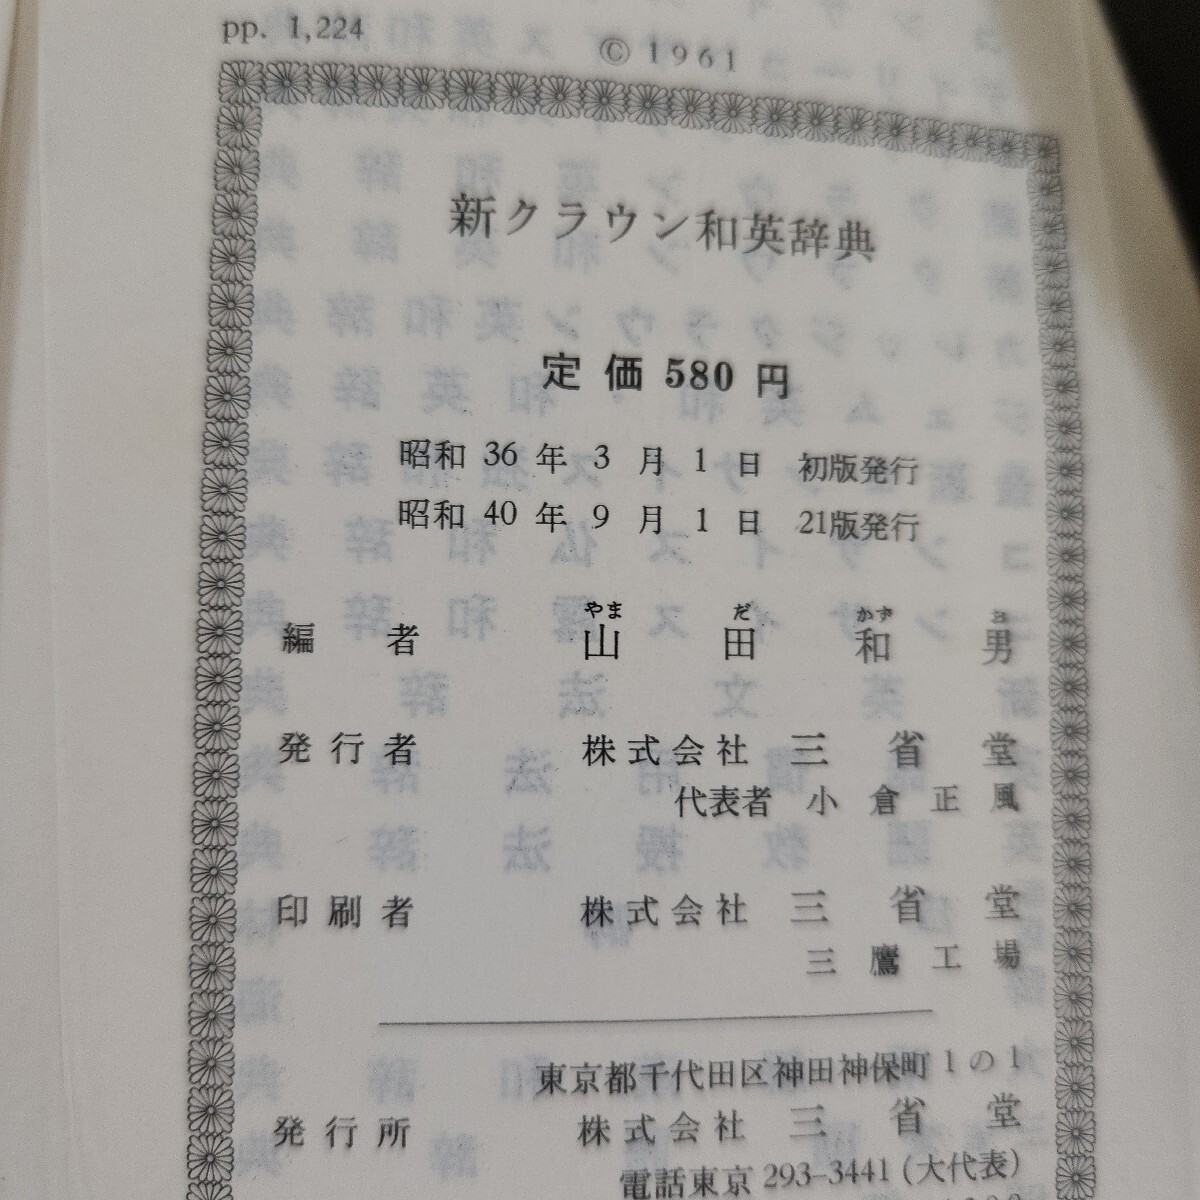 pp. 1,224
© 1961
新クラウン和英辞典
定価 580 円
昭和 36 年 3 月 1 日 初版発行
昭和 40 年 9 月 1 日 21版発行
やま だ かず お
編者 山田和男
発行者 株式会社 三省堂
代表者 小倉正風
印刷者 株式会社 三省堂
三鷹工場
東京都千代田区神田神保町 1 の 1
発行所 株式会社 三省堂
電話東京 293-3441 (大代表)